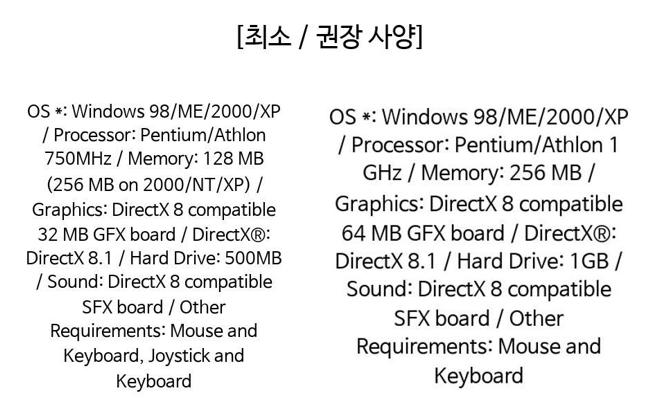 [최소 / 권장 사양]
OS *: Windows 98/ME/2000/XP
/ Processor: Pentium/Athlon
750MHz / Memory: 128 MB
(256 MB on 2000/NT/XP) /
Graphics: DirectX 8 compatible
32 MB GFX board / DirectX®:
DirectX 8.1 / Hard Drive: 500MB
/ Sound: DirectX 8 compatible
SFX board / Other
Requirements: Mouse and
Keyboard, Joystick and
Keyboard
OS *: Windows 98/ME/2000/XP
/ Processor: Pentium/Athlon 1
GHz / Memory: 256 MB /
Graphics: DirectX 8 compatible
64 MB GFX board / DirectX®:
DirectX 8.1 / Hard Drive: 1GB /
Sound: DirectX 8 compatible
SFX board / Other
Requirements: Mouse and
Keyboard